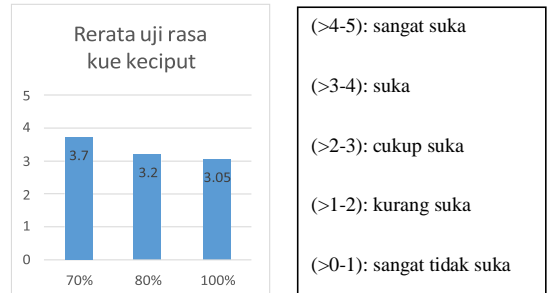 Rerata uji rasa
kue keciput
5
4
3
2
1
0
3.7
3.2
3.05
70%
80%
100%
(>4-5): sangat suka
(>3-4): suka
(>2-3): cukup suka
(>1-2): kurang suka
(>0-1): sangat tidak suka